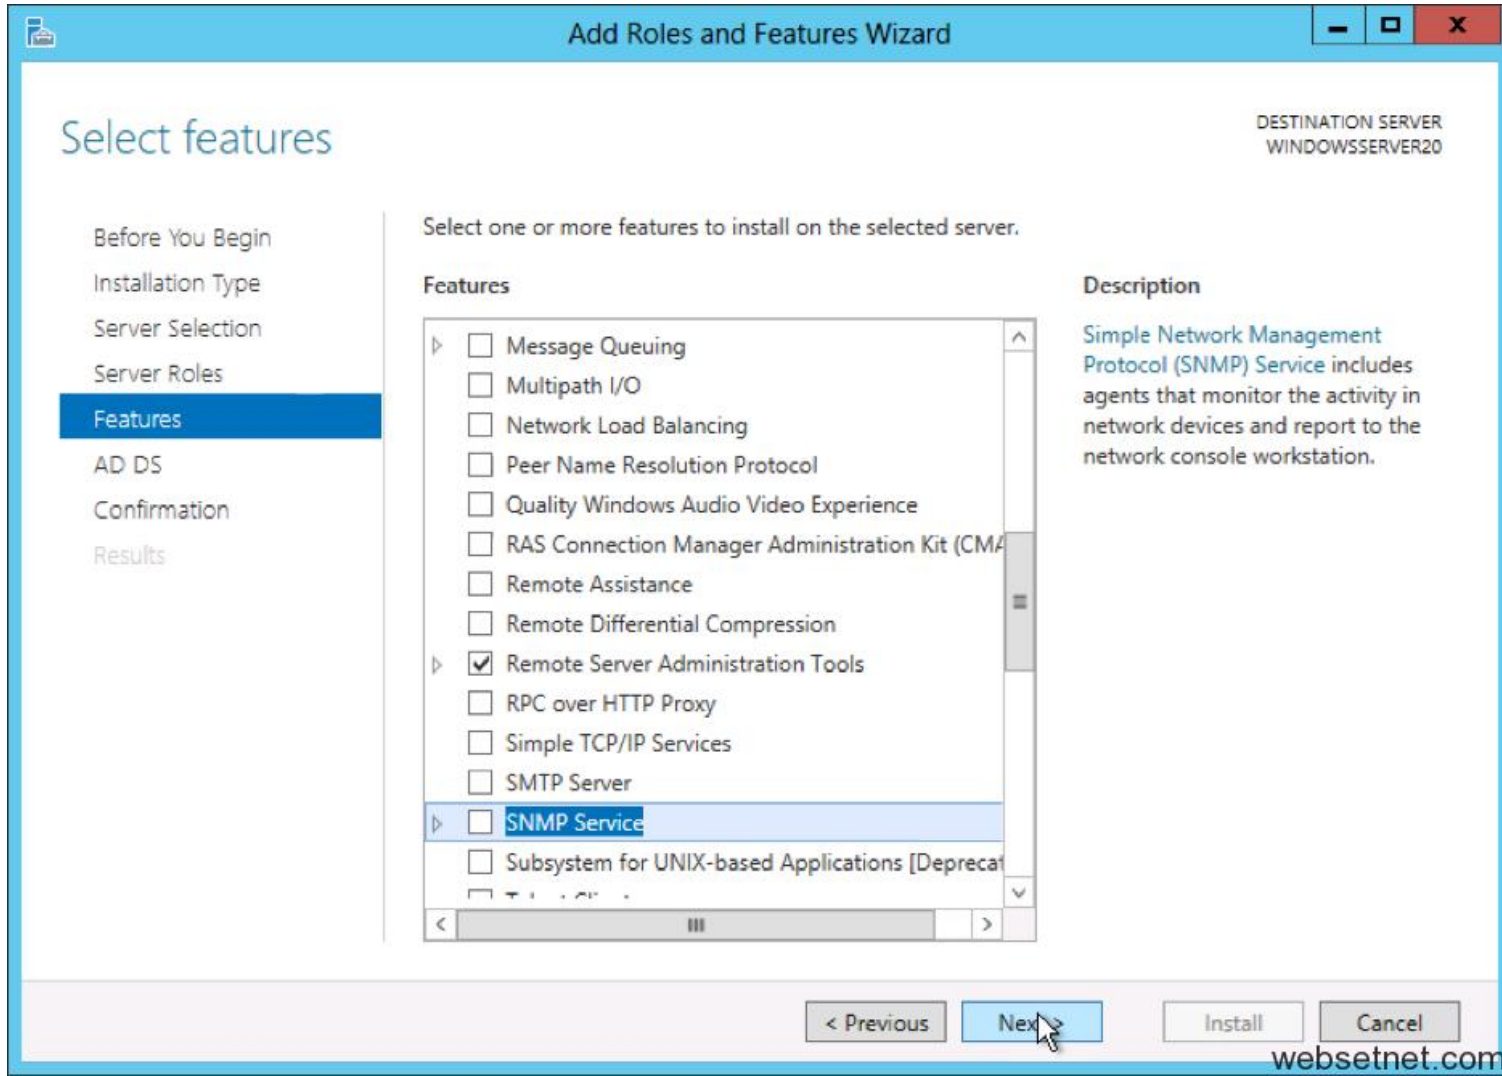 Add Roles and Features Wizard
Select features
DESTINATION SERVER
WINDOWSSERVER20
Before You Begin
Installation Type
Server Selection
Server Roles
Features
AD DS
Confirmation
Results
Select one or more features to install on the selected server.
Features
Message Queuing
Multipath I/O
Network Load Balancing
Peer Name Resolution Protocol
Quality Windows Audio Video Experience
RAS Connection Manager Administration Kit (CMA
Remote Assistance
Remote Differential Compression
Remote Server Administration Tools
RPC over HTTP Proxy
Simple TCP/IP Services
SMTP Server
SNMP Service
Subsystem for UNIX-based Applications [Deprecat
Description
Simple Network Management
Protocol (SNMP) Service includes
agents that monitor the activity in
network devices and report to the
network console workstation.
< Previous
Next >
Install
Cancel
websetnet.com